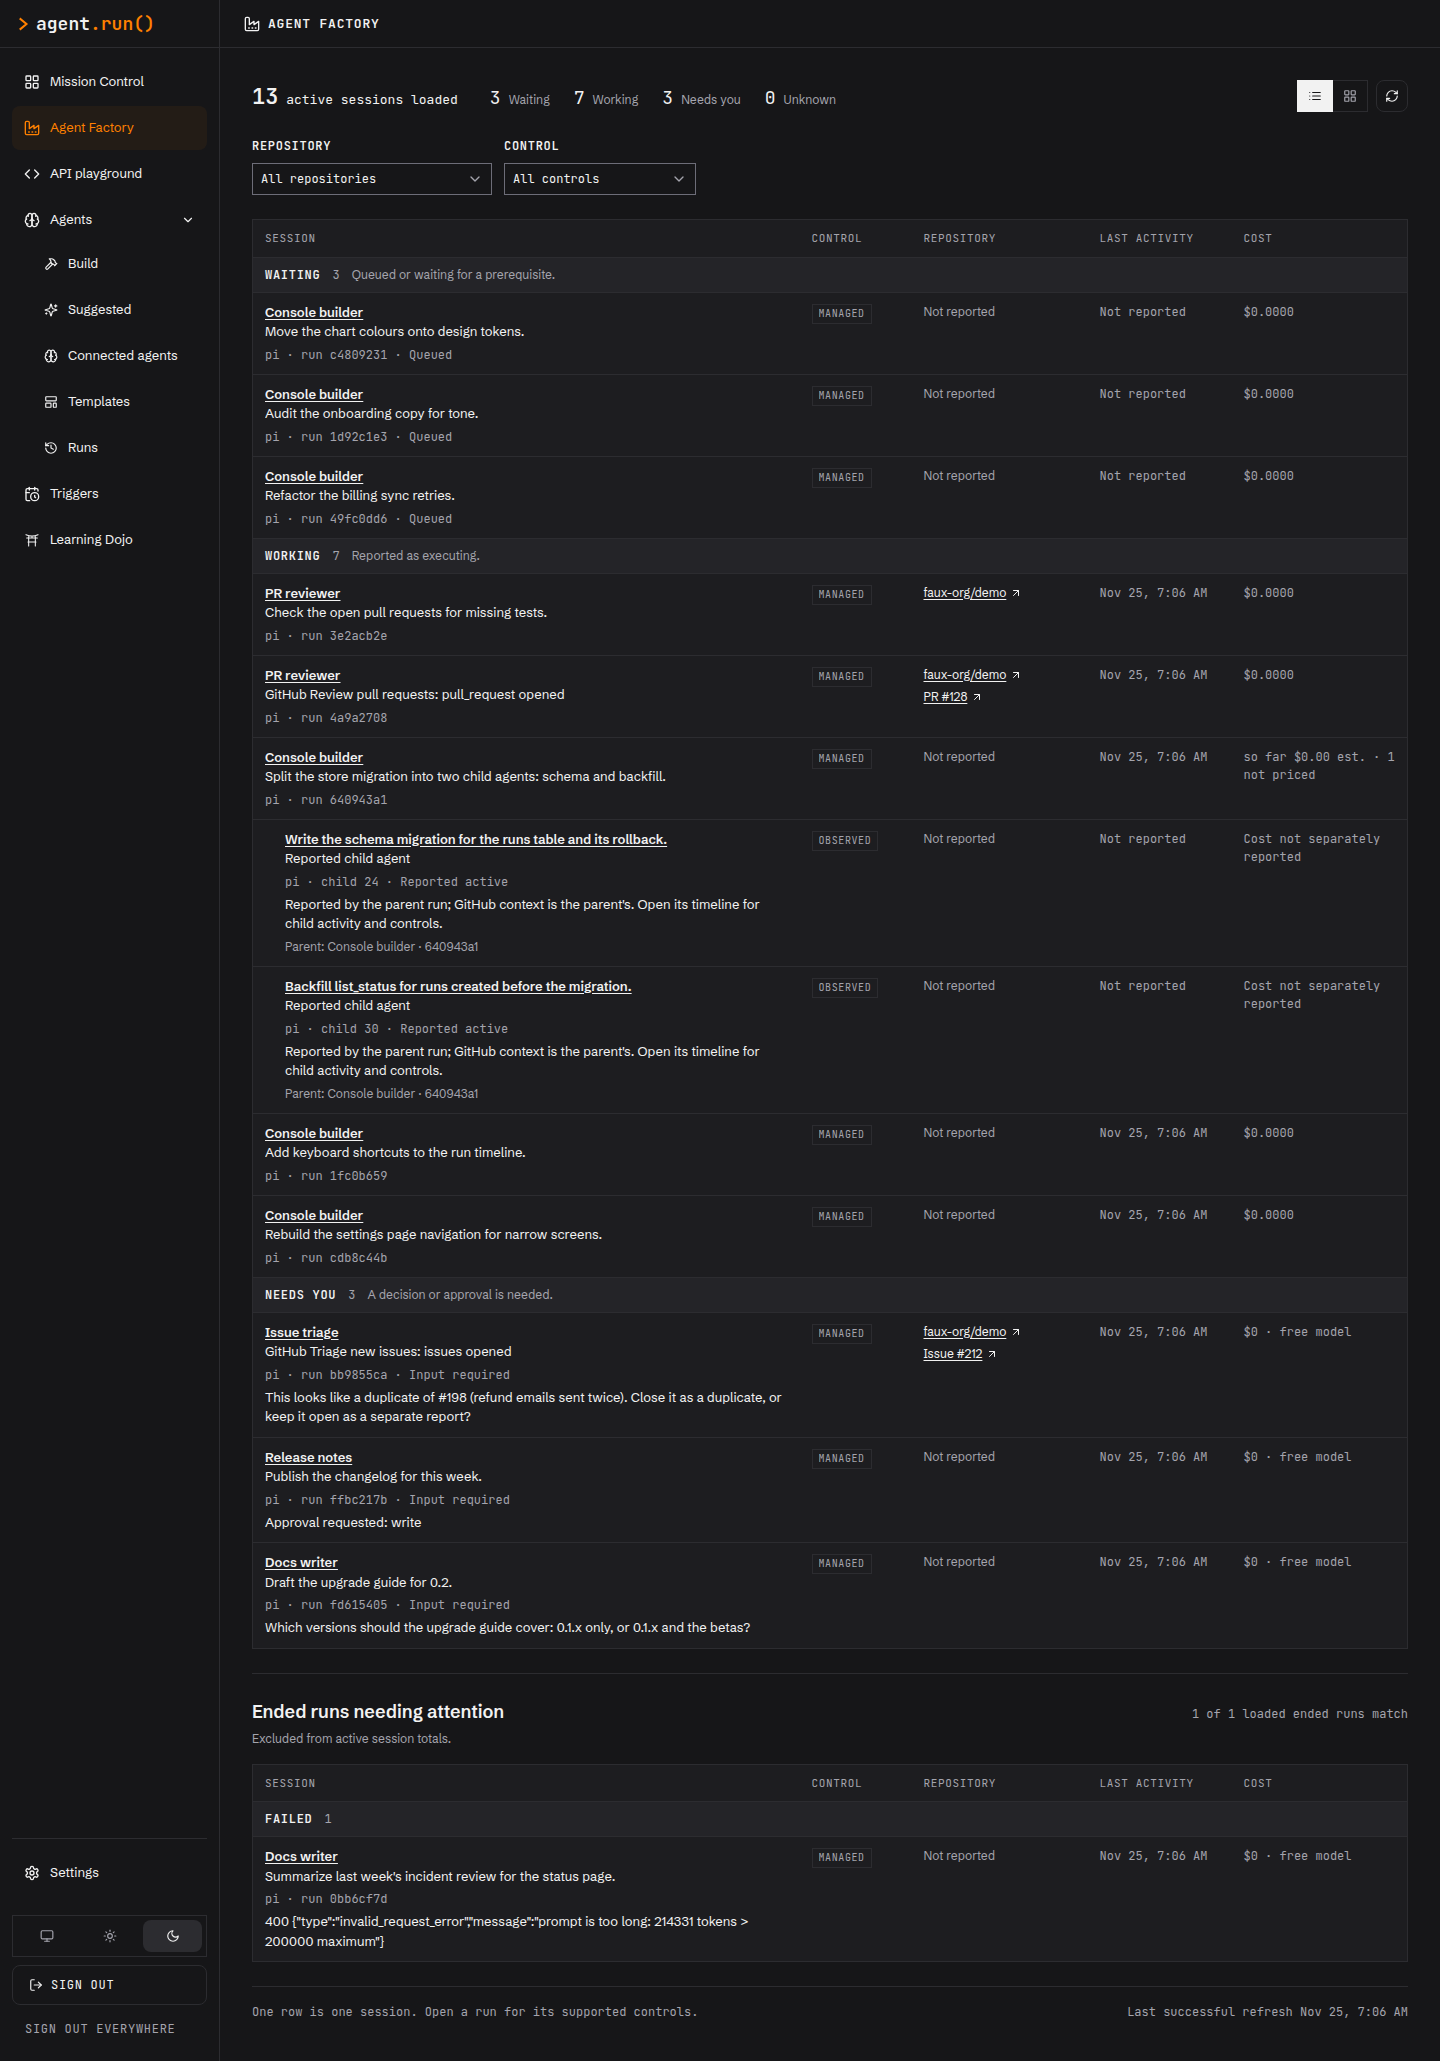 agent.run()
AGENT FACTORY
Mission Control
Agent Factory
API playground
Agents
Build
Suggested
Connected agents
Templates
Runs
Triggers
Learning Dojo
13 active sessions loaded 3 Waiting 7 Working 3 Needs you 0 Unknown
REPOSITORY CONTROL
All repositories All controls
SESSION CONTROL REPOSITORY LAST ACTIVITY COST
WAITING 3 Queued or waiting for a prerequisite.
Console builder MANAGED Not reported Not reported $0.0000
Move the chart colours onto design tokens.
pi · run c4809231 · Queued
Console builder MANAGED Not reported Not reported $0.0000
Audit the onboarding copy for tone.
pi · run 1d92c1e3 · Queued
Console builder MANAGED Not reported Not reported $0.0000
Refactor the billing sync retries.
pi · run 49fc0dd6 · Queued
WORKING 7 Reported as executing.
PR reviewer MANAGED faux-org/demo Nov 25, 7:06 AM $0.0000
Check the open pull requests for missing tests.
pi · run 3e2acb2e
PR reviewer MANAGED faux-org/demo Nov 25, 7:06 AM $0.0000
GitHub Review pull requests: pull_request opened PR #128
pi · run 4a9a2708
Console builder MANAGED Not reported Nov 25, 7:06 AM so far $0.00 est. · 1
Split the store migration into two child agents: schema and backfill. not priced
pi · run 640943a1
Write the schema migration for the runs table and its rollback. OBSERVED Not reported Not reported Cost not separately
Reported child agent reported
pi · child 24 · Reported active
Reported by the parent run; GitHub context is the parent's. Open its timeline for
child activity and controls.
Parent: Console builder · 640943a1
Backfill list_status for runs created before the migration. OBSERVED Not reported Not reported Cost not separately
Reported child agent reported
pi · child 30 · Reported active
Reported by the parent run; GitHub context is the parent's. Open its timeline for
child activity and controls.
Parent: Console builder · 640943a1
Console builder MANAGED Not reported Nov 25, 7:06 AM $0.0000
Add keyboard shortcuts to the run timeline.
pi · run 1fc0b659
Console builder MANAGED Not reported Nov 25, 7:06 AM $0.0000
Rebuild the settings page navigation for narrow screens.
pi · run cdb8c44b
NEEDS YOU 3 A decision or approval is needed.
Issue triage MANAGED faux-org/demo Nov 25, 7:06 AM $0 · free model
GitHub Triage new issues: issues opened Issue #212
pi · run bb9855ca · Input required
This looks like a duplicate of #198 (refund emails sent twice). Close it as a duplicate, or
keep it open as a separate report?
Release notes MANAGED Not reported Nov 25, 7:06 AM $0 · free model
Publish the changelog for this week.
pi · run ffbc217b · Input required
Approval requested: write
Docs writer MANAGED Not reported Nov 25, 7:06 AM $0 · free model
Draft the upgrade guide for 0.2.
pi · run fd615405 · Input required
Which versions should the upgrade guide cover: 0.1.x only, or 0.1.x and the betas?
Ended runs needing attention 1 of 1 loaded ended runs match
Excluded from active session totals.
SESSION CONTROL REPOSITORY LAST ACTIVITY COST
FAILED 1
Docs writer MANAGED Not reported Nov 25, 7:06 AM $0 · free model
Summarize last week's incident review for the status page.
pi · run 0bb6cf7d
400 {"type":"invalid_request_error","message":"prompt is too long: 214331 tokens >
200000 maximum"}
One row is one session. Open a run for its supported controls. Last successful refresh Nov 25, 7:06 AM
Settings
SIGN OUT
SIGN OUT EVERYWHERE